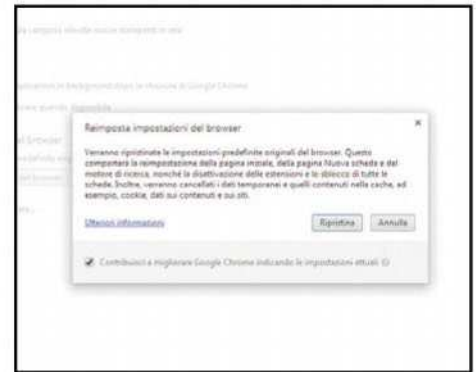 Reimposta impostazioni del browser
Verranno ripristinate le impostazioni predefinite originali del browser. Questo
comporterà la reimpostazione della pagina iniziale, della pagina Nuova scheda e del
motore di ricerca, nonché la disattivazione delle estensioni e lo sblocco di tutte le
schede. Inoltre, verranno cancellati i dati temporanei e quelli contenuti nella cache, ad
esempio, cookie, dati sui contenuti e sui siti.
Ulteriori informazioni
Ripristina
Annulla
Contribuisci a migliorare Google Chrome indicando le impostazioni attuali